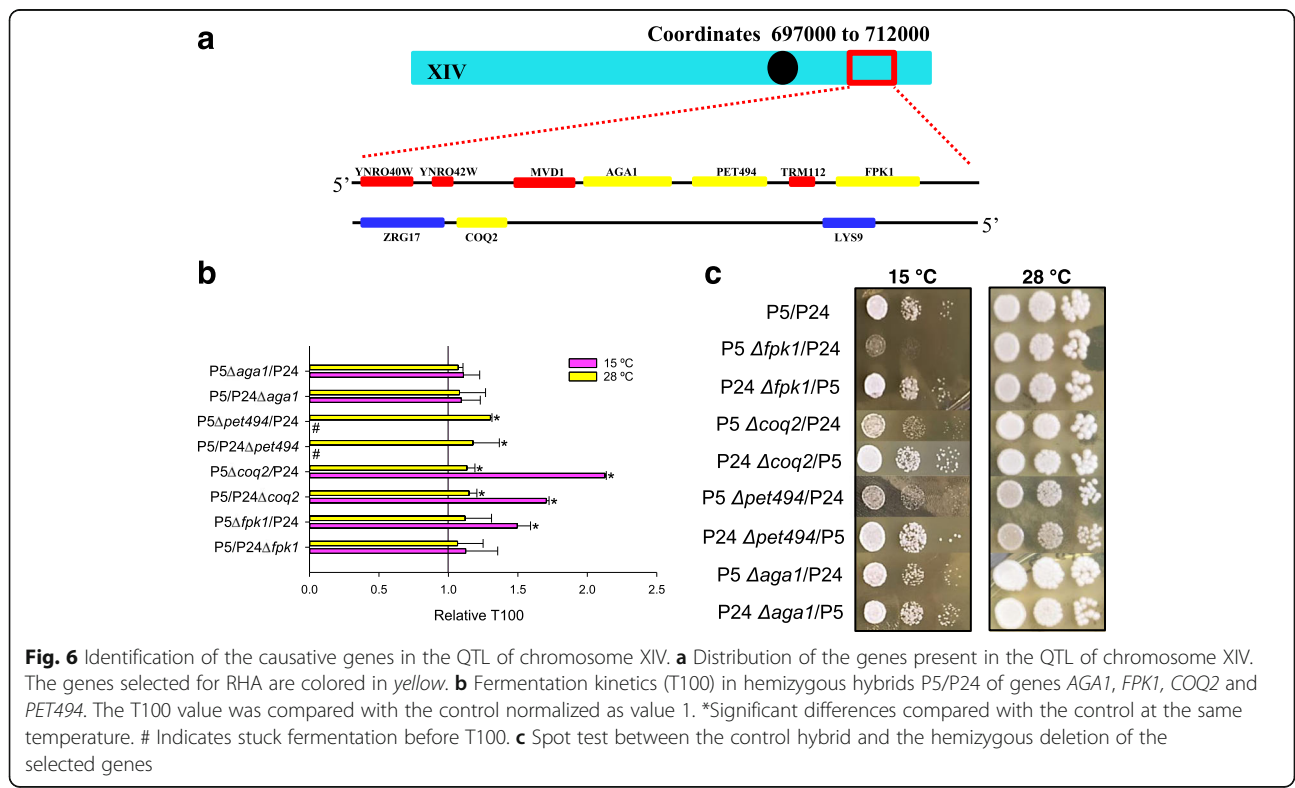 a
Coordinates 697000 to 712000
XIV
YNRO40W YNRO42W MVD1 AGA1 PET494 TRM112 FPK1
5’
5’
ZRG17 COQ2 LYS9
b
15 ºC
28 ºC
P5Δaga1/P24
P5/P24Δaga1
P5Δpet494/P24 *
#
P5/P24Δpet494 *
#
P5Δcoq2/P24 *
*
P5/P24Δcoq2 *
*
P5Δfpk1/P24
*
P5/P24Δfpk1
0.0 0.5 1.0 1.5 2.0 2.5
Relative T100
c
15 °C 28 °C
P5/P24
P5 Δfpk1/P24
P24 Δfpk1/P5
P5 Δcoq2/P24
P24 Δcoq2/P5
P5 Δpet494/P24
P24 Δpet494/P5
P5 Δaga1/P24
P24 Δaga1/P5
Fig. 6 Identification of the causative genes in the QTL of chromosome XIV. a Distribution of the genes present in the QTL of chromosome XIV.
The genes selected for RHA are colored in yellow. b Fermentation kinetics (T100) in hemizygous hybrids P5/P24 of genes AGA1, FPK1, COQ2 and
PET494. The T100 value was compared with the control normalized as value 1. *Significant differences compared with the control at the same
temperature. # Indicates stuck fermentation before T100. c Spot test between the control hybrid and the hemizygous deletion of the
selected genes